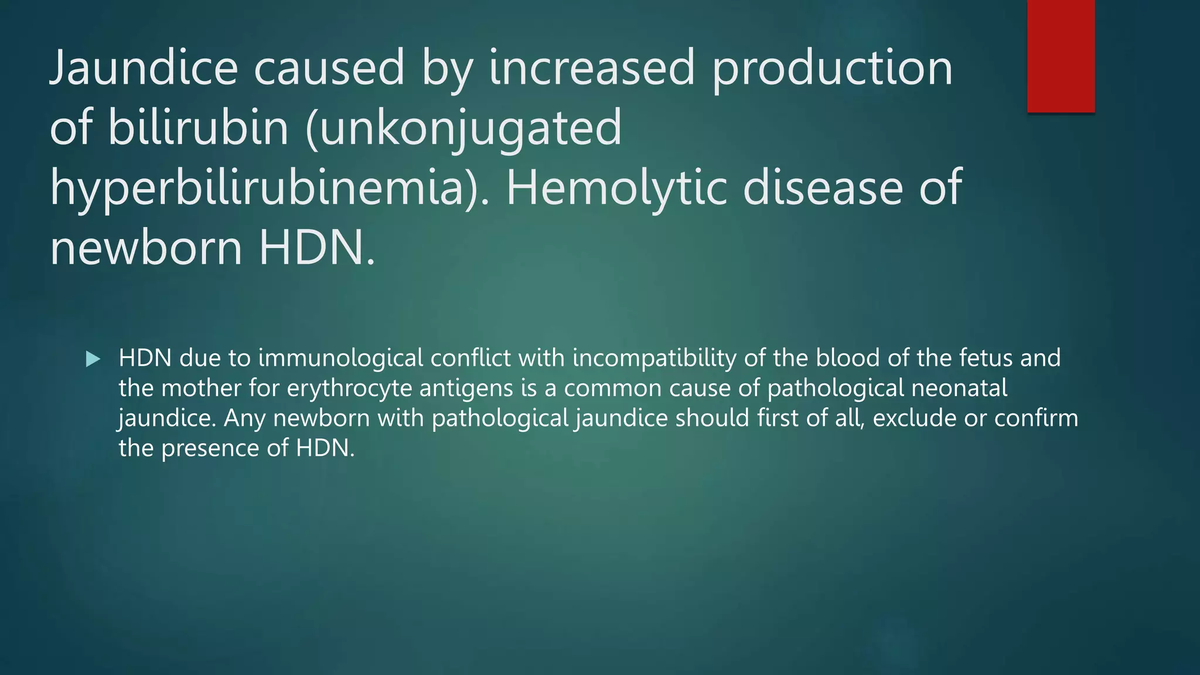 Jaundice caused by increased production
of bilirubin (unkonjugated
hyperbilirubinemia). Hemolytic disease of
newborn HDN.
HDN due to immunological conflict with incompatibility of the blood of the fetus and
the mother for erythrocyte antigens is a common cause of pathological neonatal
jaundice. Any newborn with pathological jaundice should first of all, exclude or confirm
the presence of HDN.